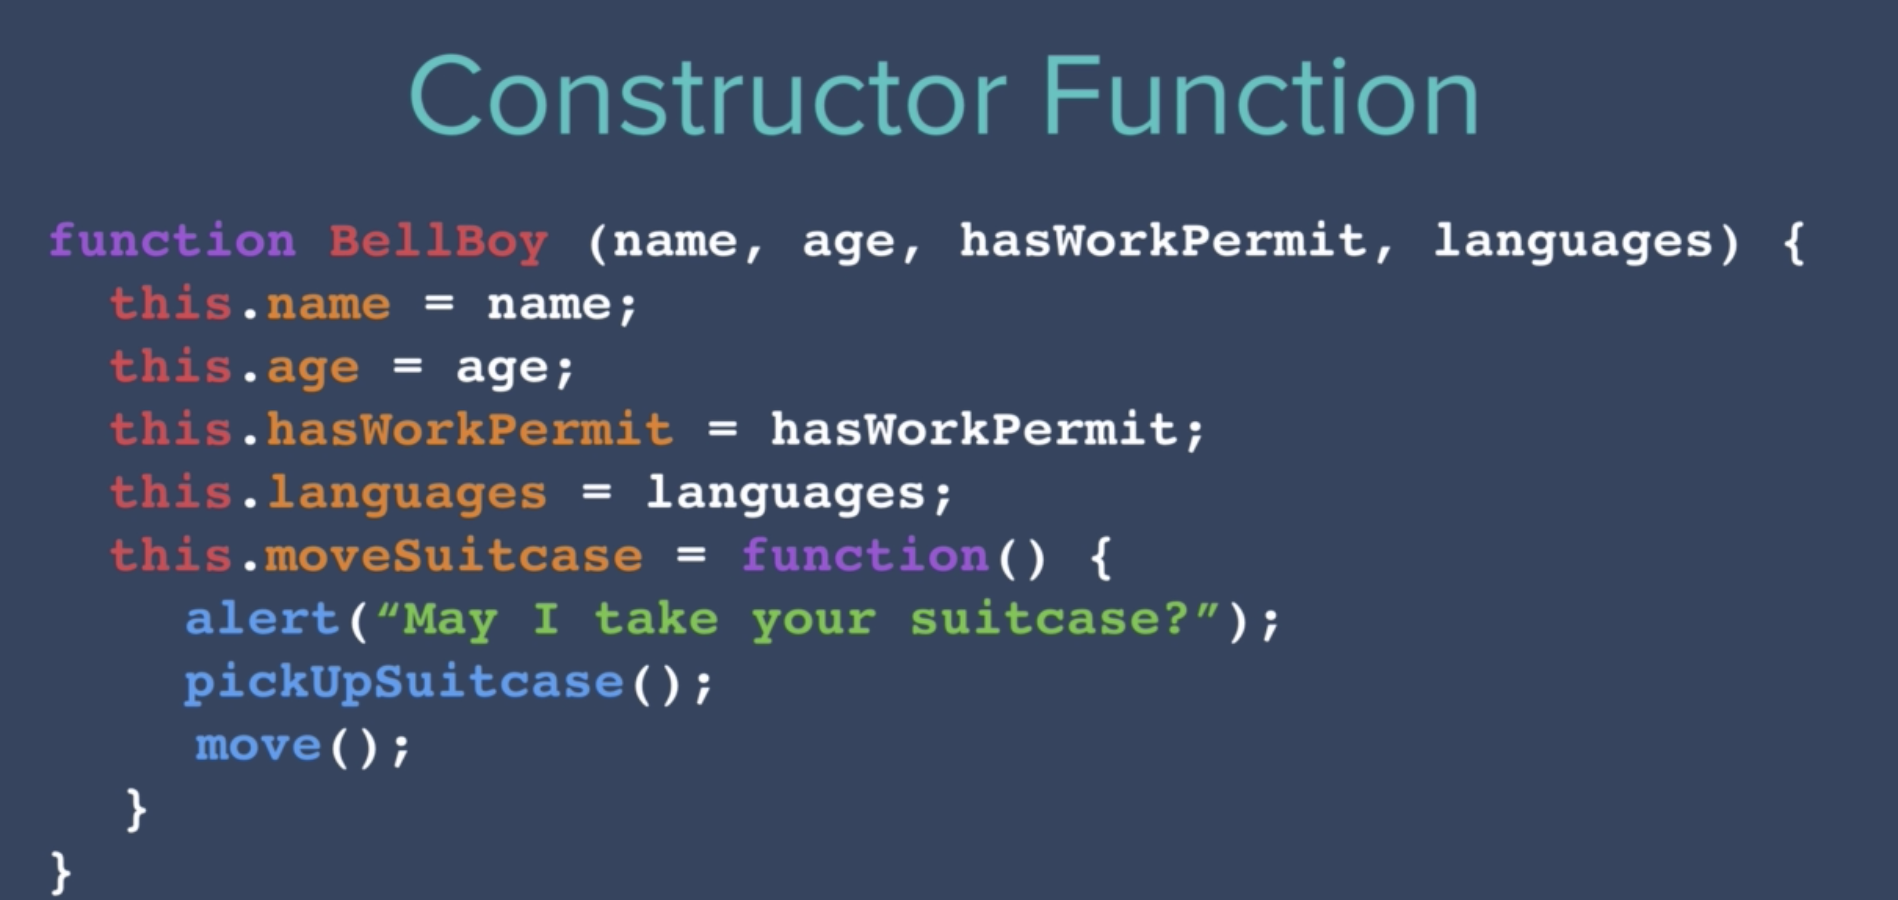 Constructor Function
function BellBoy (name, age, hasWorkPermit, languages) {
this.name = name;
this.age = age;
this.hasWorkPermit = hasWorkPermit;
this.languages = languages;
this.moveSuitcase = function() {
alert(“May I take your suitcase?”);
pickUpSuitcase();
move();
}
}